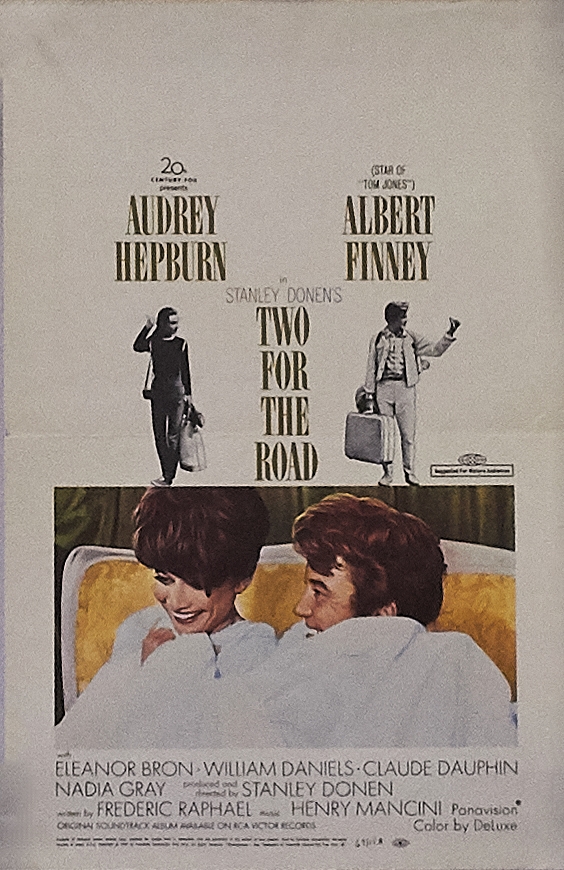 20th
CENTURY-FOX
presents
AUDREY
HEPBURN
(STAR OF
"TOM JONES")
ALBERT
FINNEY
in
STANLEY DONEN'S
TWO
FOR
THE
ROAD
Suggested For Mature Audiences
with
ELEANOR BRON · WILLIAM DANIELS · CLAUDE DAUPHIN
NADIA GRAY produced and directed by STANLEY DONEN
written by FREDERIC RAPHAEL music HENRY MANCINI Panavision®
ORIGINAL SOUNDTRACK ALBUM AVAILABLE ON RCA VICTOR RECORDS Color by DeLuxe